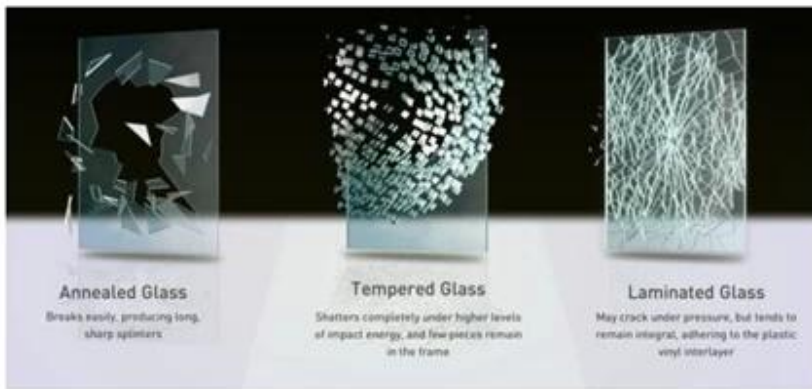 Annealed Glass
Breaks easily, producing long,
sharp splinters
Tempered Glass
Shatters completely under higher levels
of impact energy, and few pieces remain
in the frame
Laminated Glass
May crack under pressure, but tends to
remain integral, adhering to the plastic
vinyl interlayer